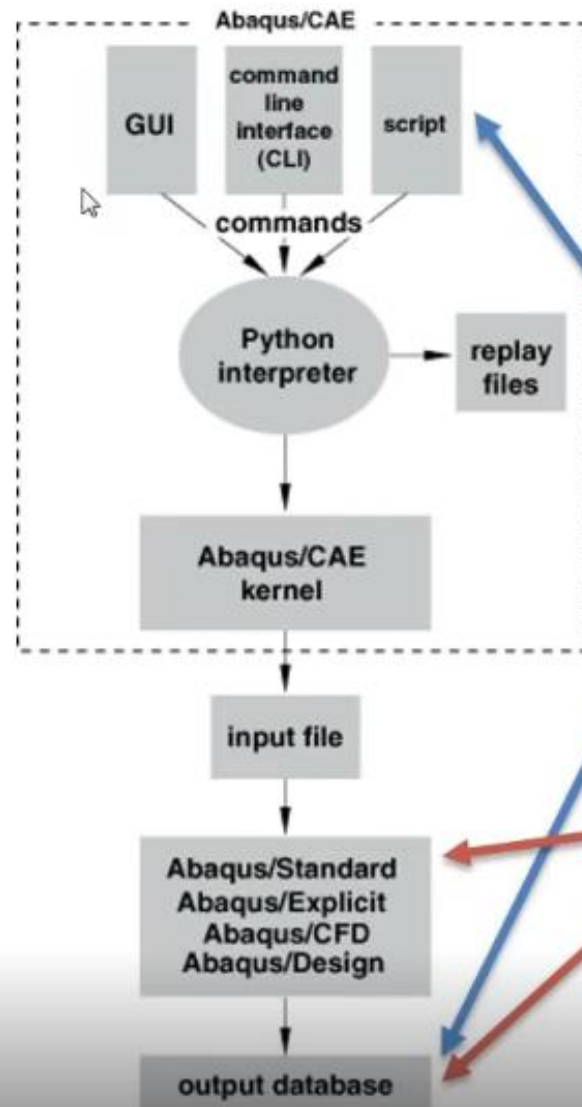 Abaqus/CAE
GUI
command
line
interface
(CLI)
script
commands
Python
interpreter
replay
files
Abaqus/CAE
kernel
input file
Abaqus/Standard
Abaqus/Explicit
Abaqus/CFD
Abaqus/Design
output database